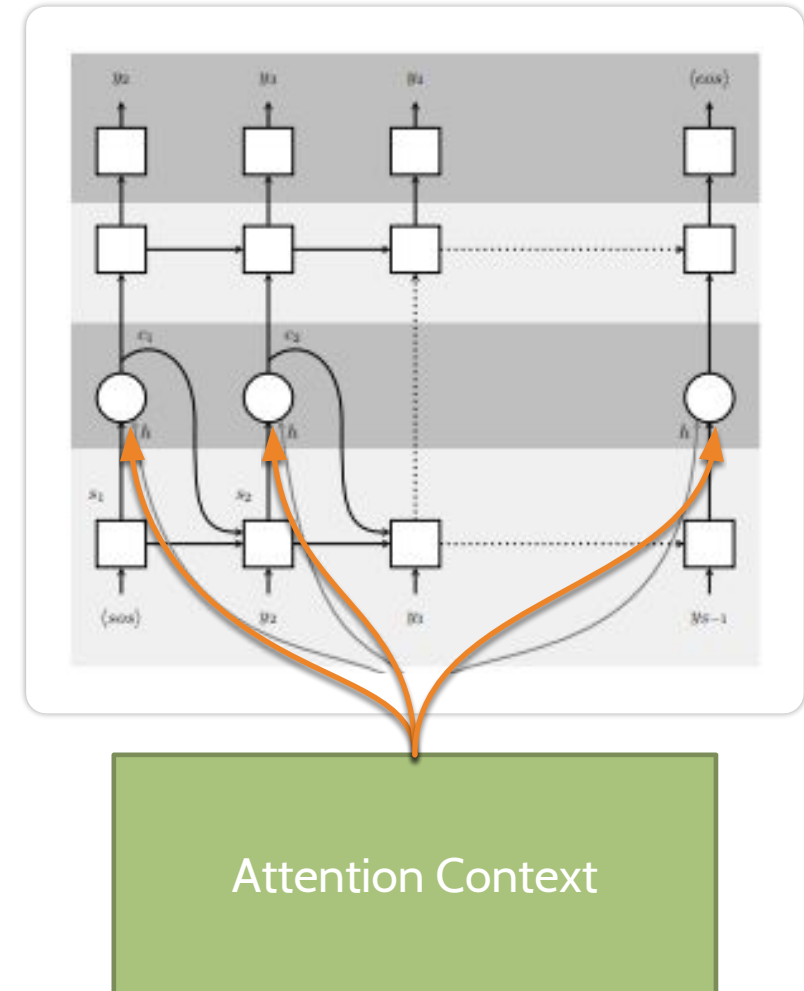 y₂ y₃ y₄ ⟨eos⟩
c₁ c₂
h h h
s₁ s₂
⟨sos⟩ y₂ y₃ yₛ₋₁
Attention Context